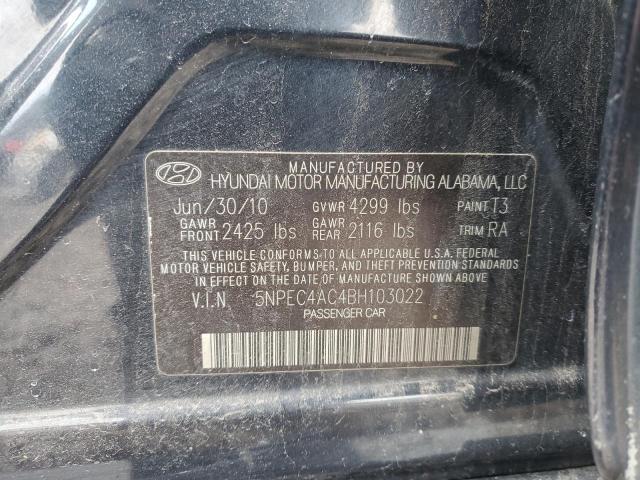 MANUFACTURED BY
HYUNDAI MOTOR MANUFACTURING ALABAMA, LLC
Jun/30/10 GVWR 4299 lbs PAINT T3
GAWR FRONT 2425 lbs GAWR REAR 2116 lbs TRIM RA
THIS VEHICLE CONFORMS TO ALL APPLICABLE U.S.A. FEDERAL
MOTOR VEHICLE SAFETY, BUMPER, AND THEFT PREVENTION STANDARDS
IN EFFECT ON THE DATE OF MANUFACTURE SHOWN ABOVE
V.I.N 5NPEC4AC4BH103022
PASSENGER CAR